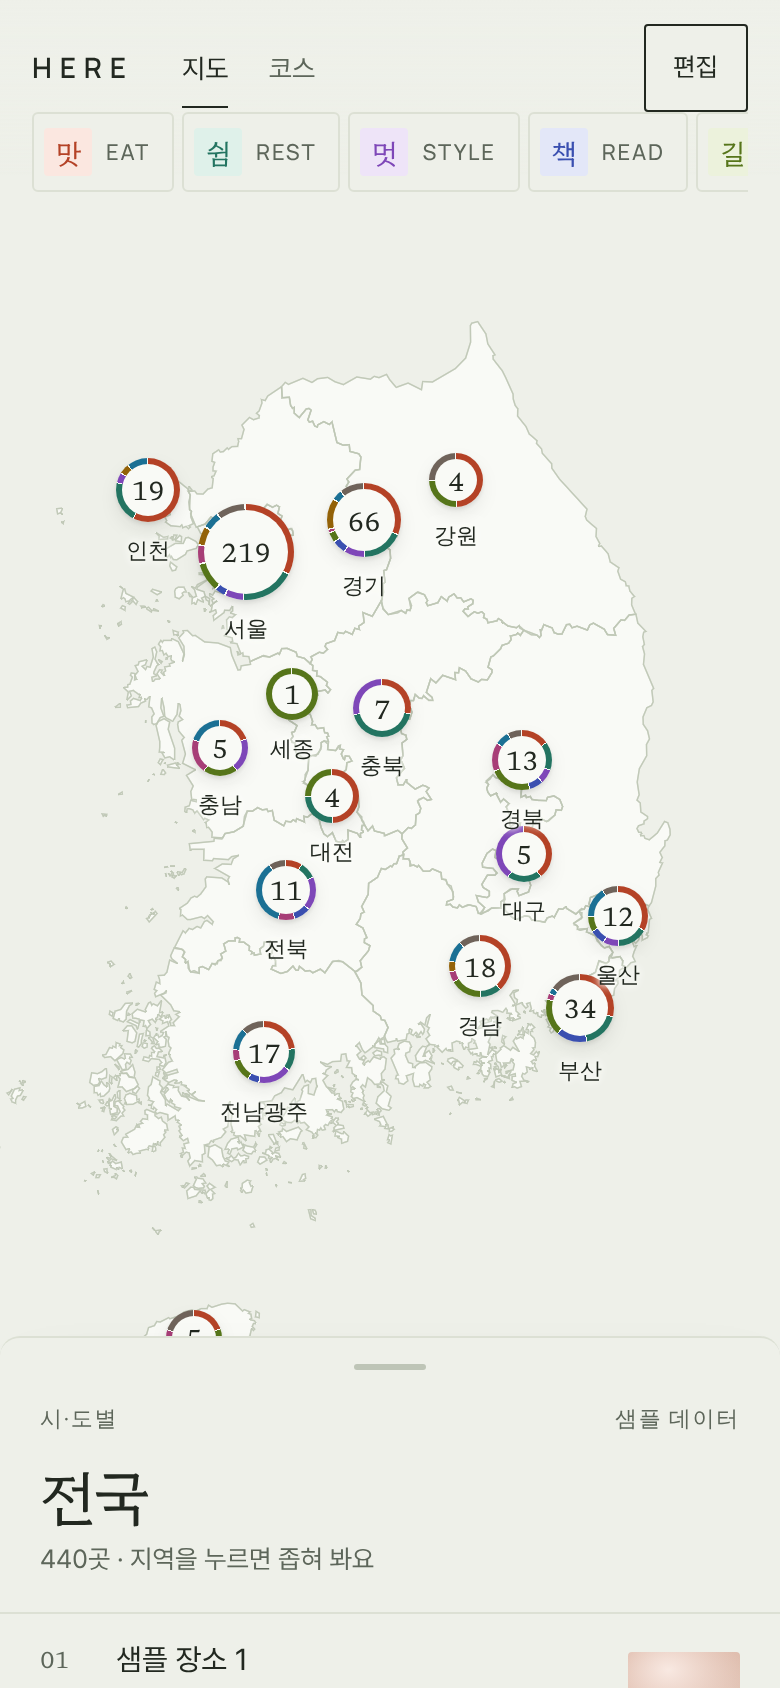 HERE 지도 코스 편집
맛 EAT 쉼 REST 멋 STYLE 책 READ 길
19
인천
219
서울
66
경기
4
강원
1
세종
7
충북
5
충남
4
대전
13
경북
5
대구
11
전북
12
울산
18
경남
34
부산
17
전남광주
5
시·도별 샘플 데이터
전국
440곳 · 지역을 누르면 좁혀 봐요
01 샘플 장소 1